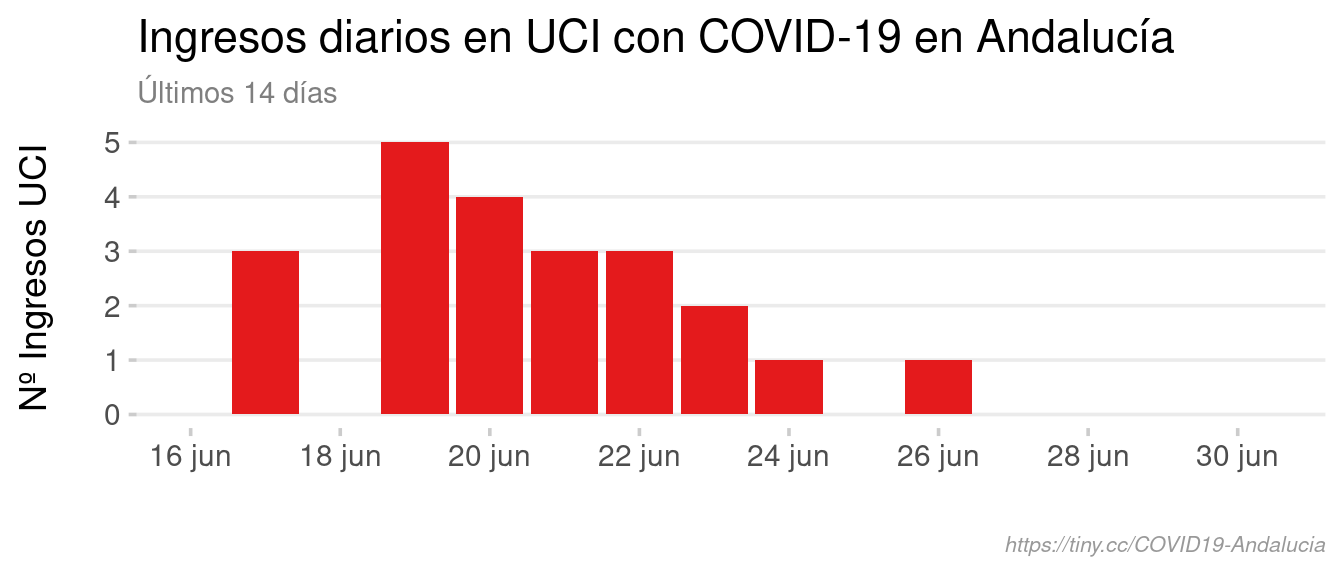 Ingresos diarios en UCI con COVID-19 en Andalucía
Últimos 14 días
Nº Ingresos UCI
5
4
3
2
1
0
16 jun 18 jun 20 jun 22 jun 24 jun 26 jun 28 jun 30 jun
https://tiny.cc/COVID19-Andalucia